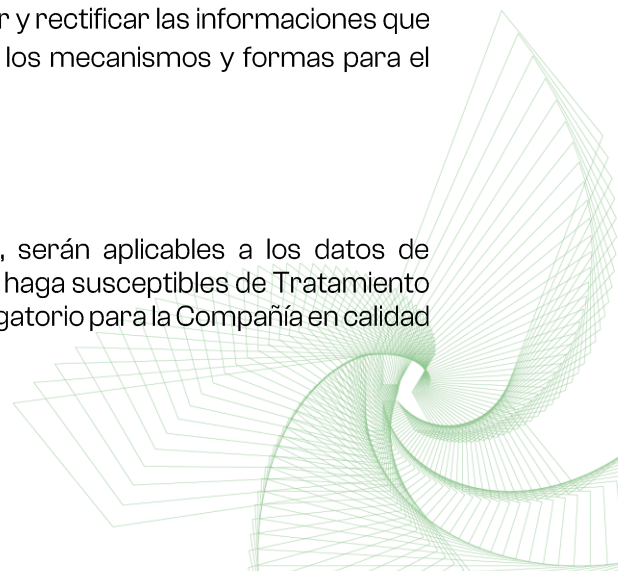 r y rectificar las informaciones que
los mecanismos y formas para el
, serán aplicables a los datos de
haga susceptibles de Tratamiento
gatorio para la Compañía en calidad